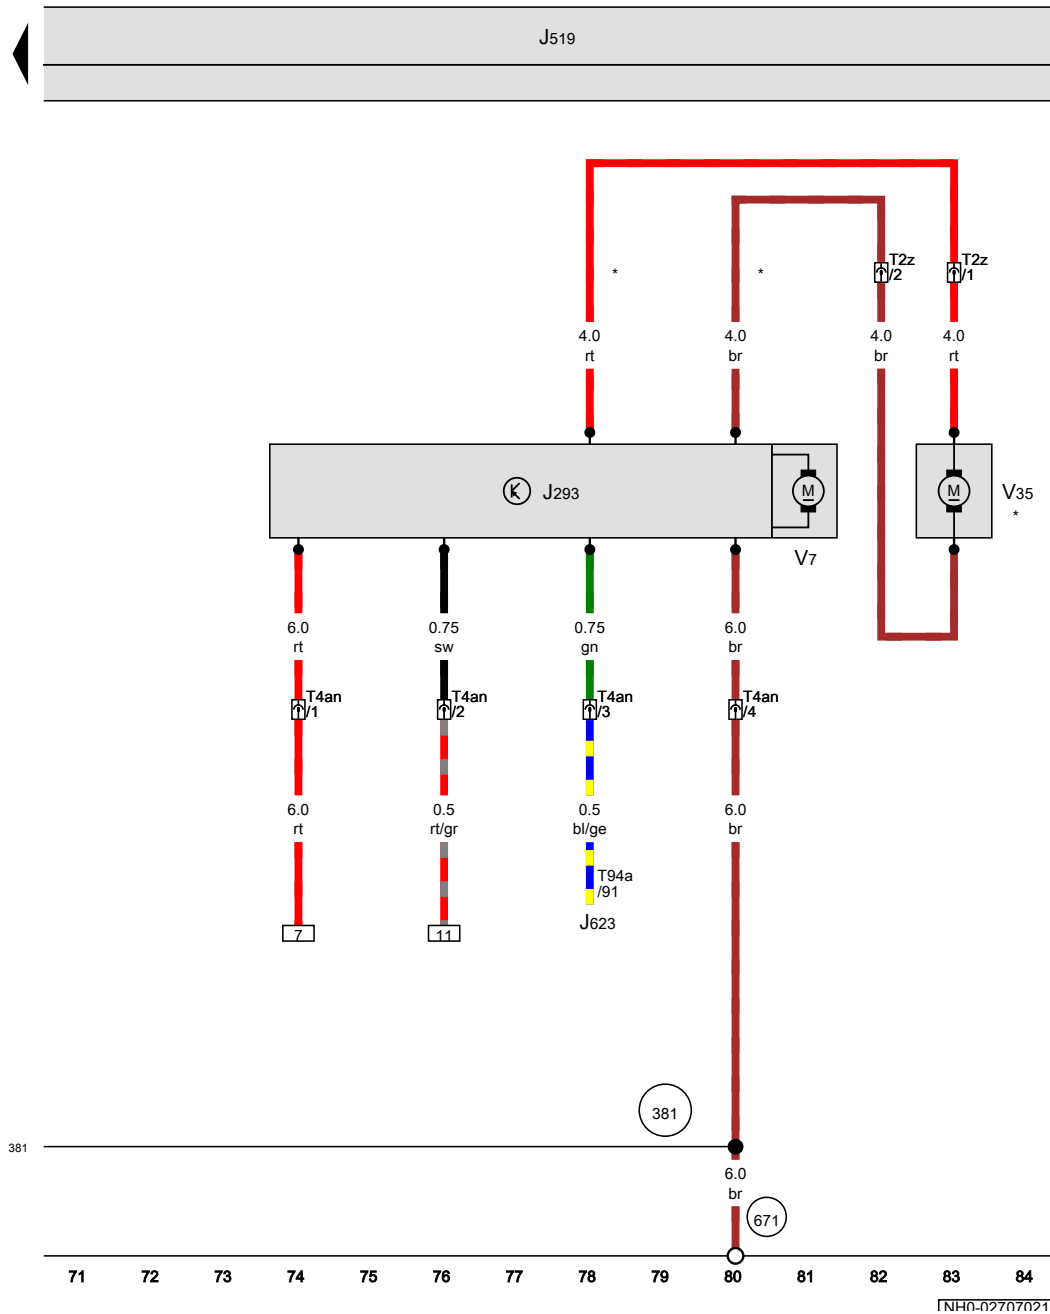 J519
T2z
/2
T2z
/1
*
*
4.0
rt
4.0
br
4.0
br
4.0
rt
J293
M
M
V35
*
V7
6.0
rt
0.75
sw
0.75
gn
6.0
br
T4an
/1
T4an
/2
T4an
/3
T4an
/4
6.0
rt
0.5
rt/gr
0.5
bl/ge
6.0
br
T94a
/91
J623
7
11
381
381
6.0
br
671
71 72 73 74 75 76 77 78 79 80 81 82 83 84
NH0-02707021